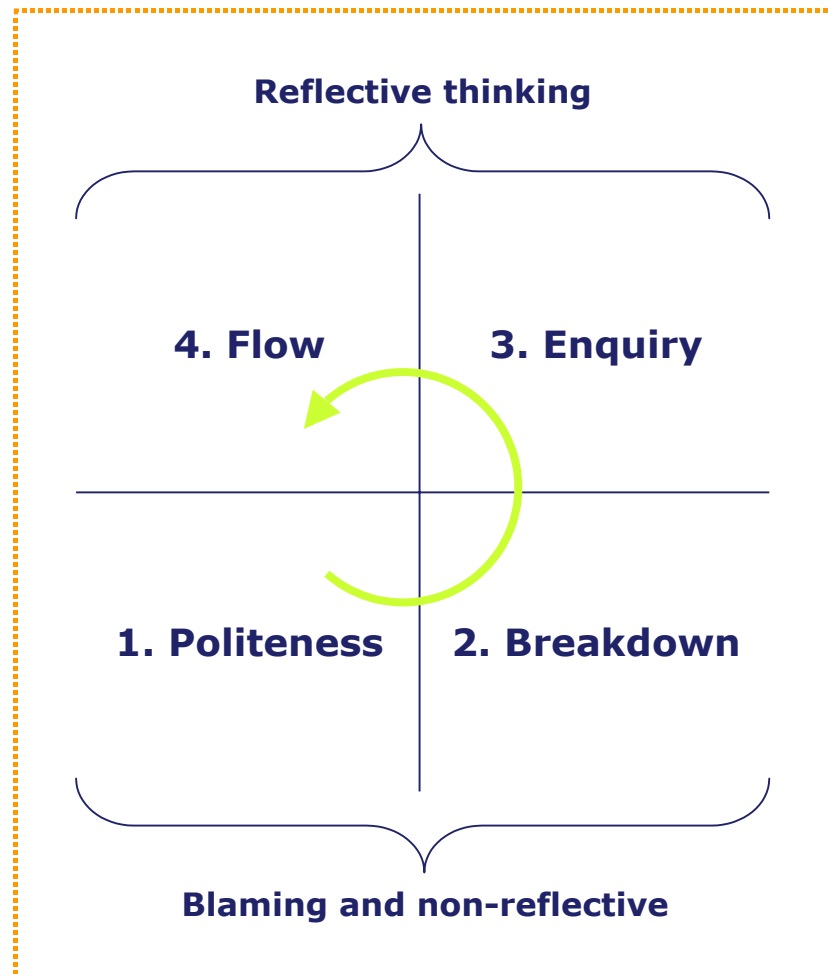 Reflective thinking
4. Flow
3. Enquiry
1. Politeness
2. Breakdown
Blaming and non-reflective